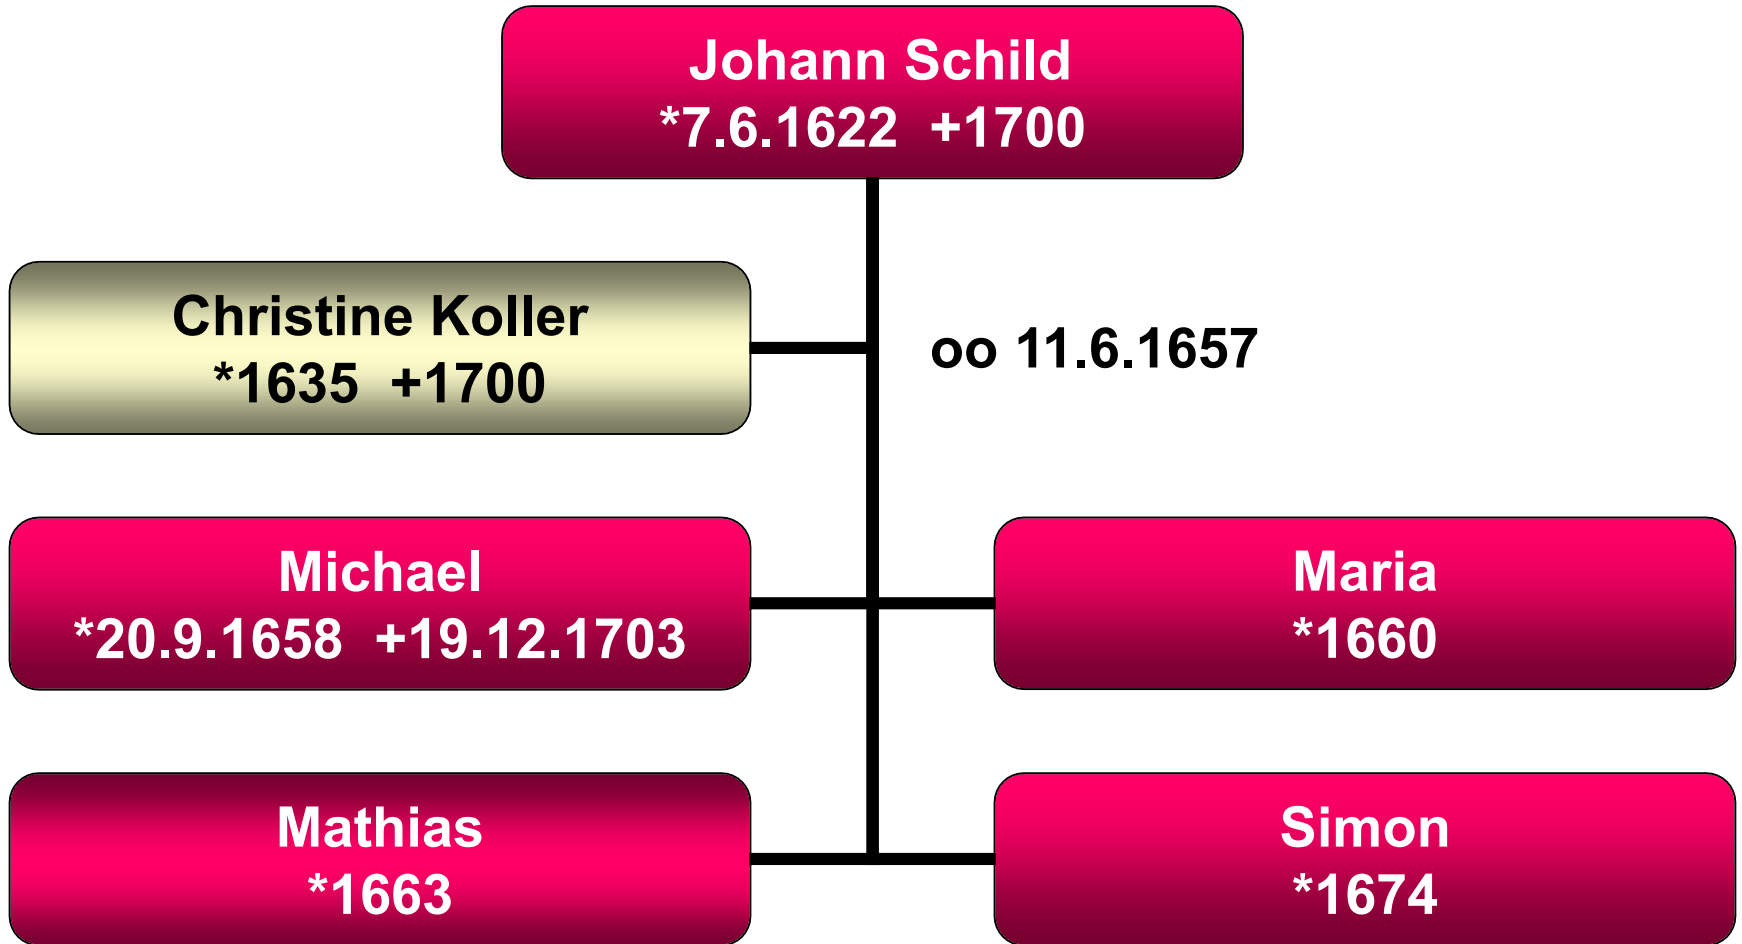 Johann Schild
*7.6.1622 +1700
Christine Koller
*1635 +1700
oo 11.6.1657
Michael
*20.9.1658 +19.12.1703
Maria
*1660
Mathias
*1663
Simon
*1674